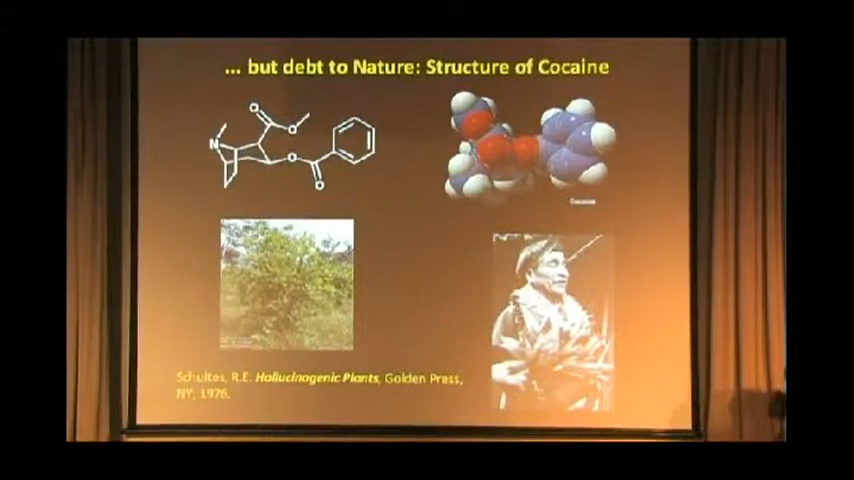 ... but debt to Nature: Structure of Cocaine
O
O
N
O
O
Cocaine
Schultes, R.E. Hallucinogenic Plants, Golden Press,
NY, 1976.